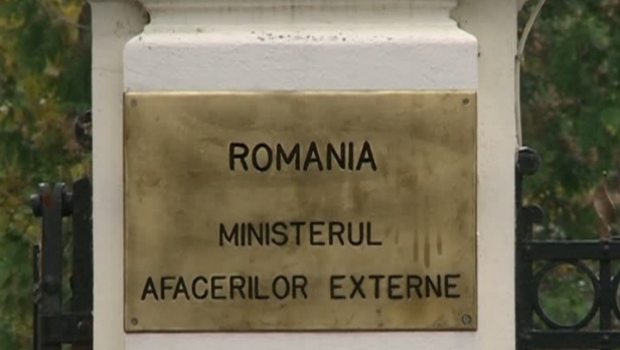 ROMANIA
MINISTERUL
AFACERILOR EXTERNE